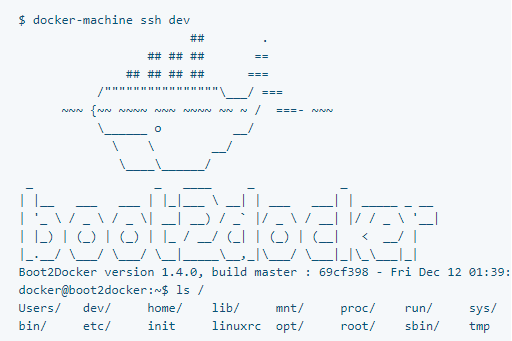 $ docker-machine ssh dev
                        ##         .
                  ## ## ##        ==
               ## ## ## ##       ===
           /"""""""""""""""""\___/ ===
      ~~~ {~~ ~~~~ ~~~ ~~~~ ~~ ~ /  ===- ~~~
           \______ o           __/
             \    \         __/
              \____\_______/
 _                 _   ____     _            _
| |__   ___   ___ | |_|___ \ __| | ___   ___| | _____ _ __
| '_ \ / _ \ / _ \| __| __) / _` |/ _ \ / __| |/ / _ \ '__|
| |_) | (_) | (_) | |_ / __/ (_| | (_) | (__|   <  __/ |
|_.__/ \___/ \___/ \__|_____\__,_|\___/ \___|_|\_\___|_|
Boot2Docker version 1.4.0, build master : 69cf398 - Fri Dec 12 01:39:
docker@boot2docker:~$ ls /
Users/   dev/     home/    lib/     mnt/     proc/    run/     sys/
bin/     etc/     init     linuxrc  opt/     root/    sbin/    tmp